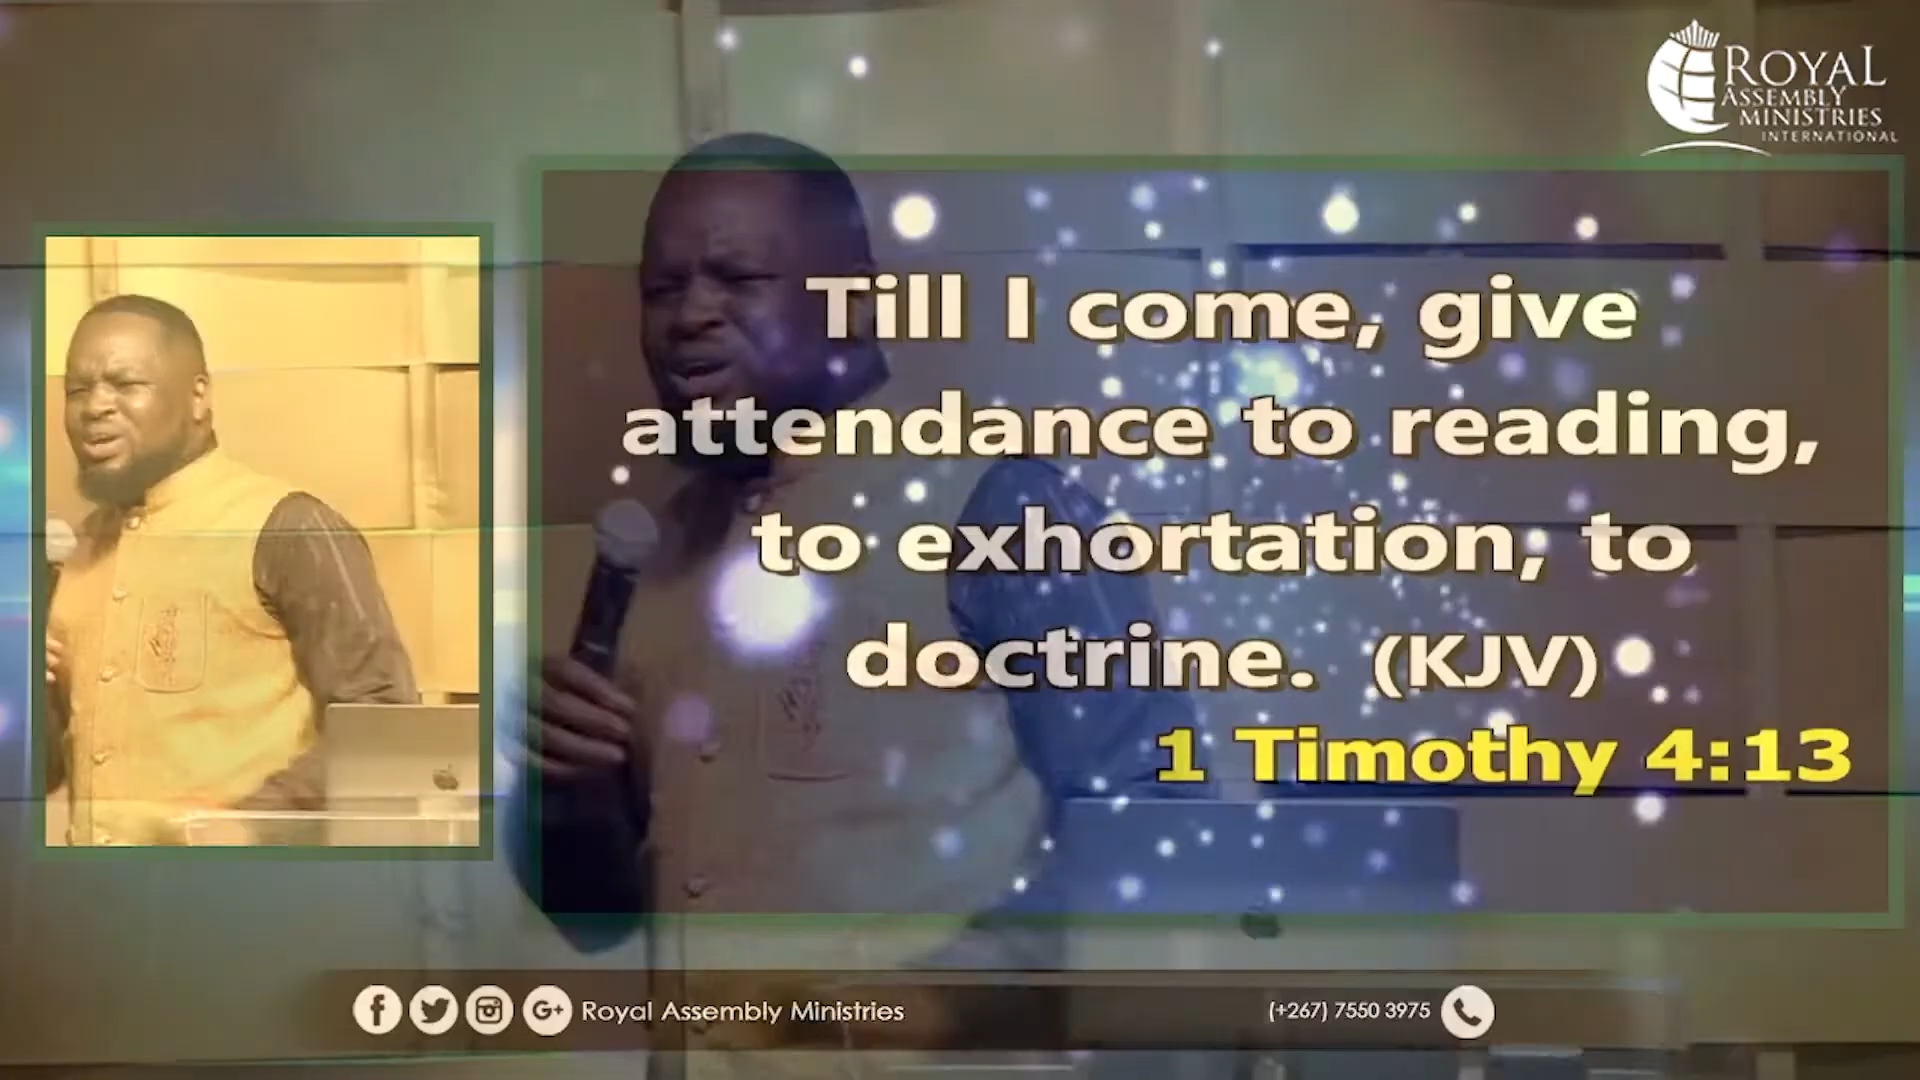 ROYAL
ASSEMBLY
MINISTRIES
INTERNATIONAL
Till I come, give
attendance to reading,
to exhortation, to
doctrine. (KJV)
1 Timothy 4:13
f G+ Royal Assembly Ministries
(+267) 7550 3975